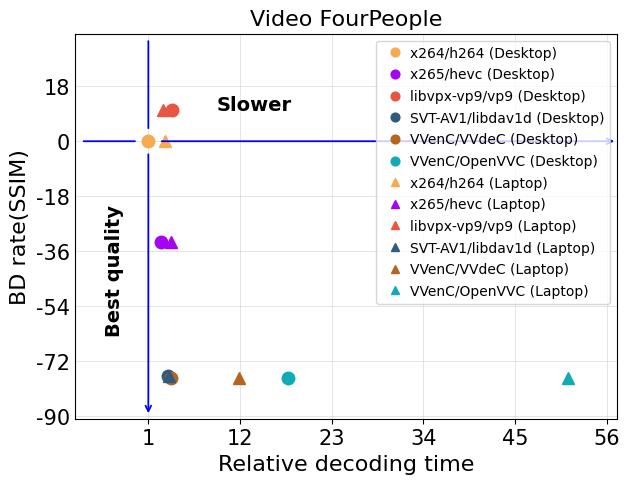 Video FourPeople
x264/h264 (Desktop)
x265/hevc (Desktop)
libvpx-vp9/vp9 (Desktop)
SVT-AV1/libdav1d (Desktop)
VVenC/VVdeC (Desktop)
VVenC/OpenVVC (Desktop)
x264/h264 (Laptop)
x265/hevc (Laptop)
libvpx-vp9/vp9 (Laptop)
SVT-AV1/libdav1d (Laptop)
VVenC/VVdeC (Laptop)
VVenC/OpenVVC (Laptop)
Slower
Best quality
BD rate(SSIM)
18
0
-18
-36
-54
-72
-90
1 12 23 34 45 56
Relative decoding time